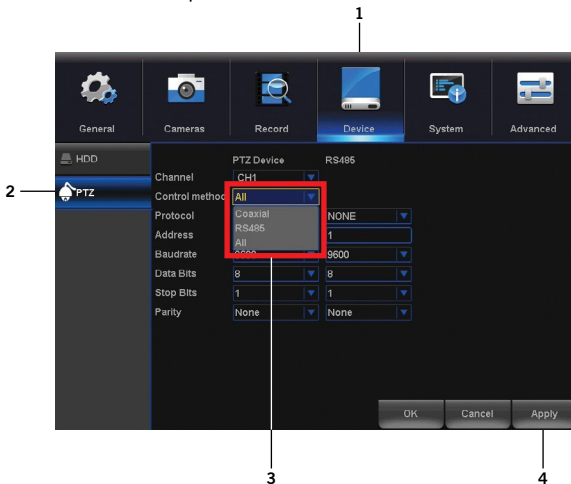 1
General Cameras Record Device System Advanced
HDD
2 PTZ
PTZ Device RS485
Channel CH1
Control method All
Coaxial
RS485
All
Protocol NONE
Address 1
Baudrate 9600
Data Bits 8 8
Stop Bits 1 1
Parity None None
OK Cancel Apply
3 4